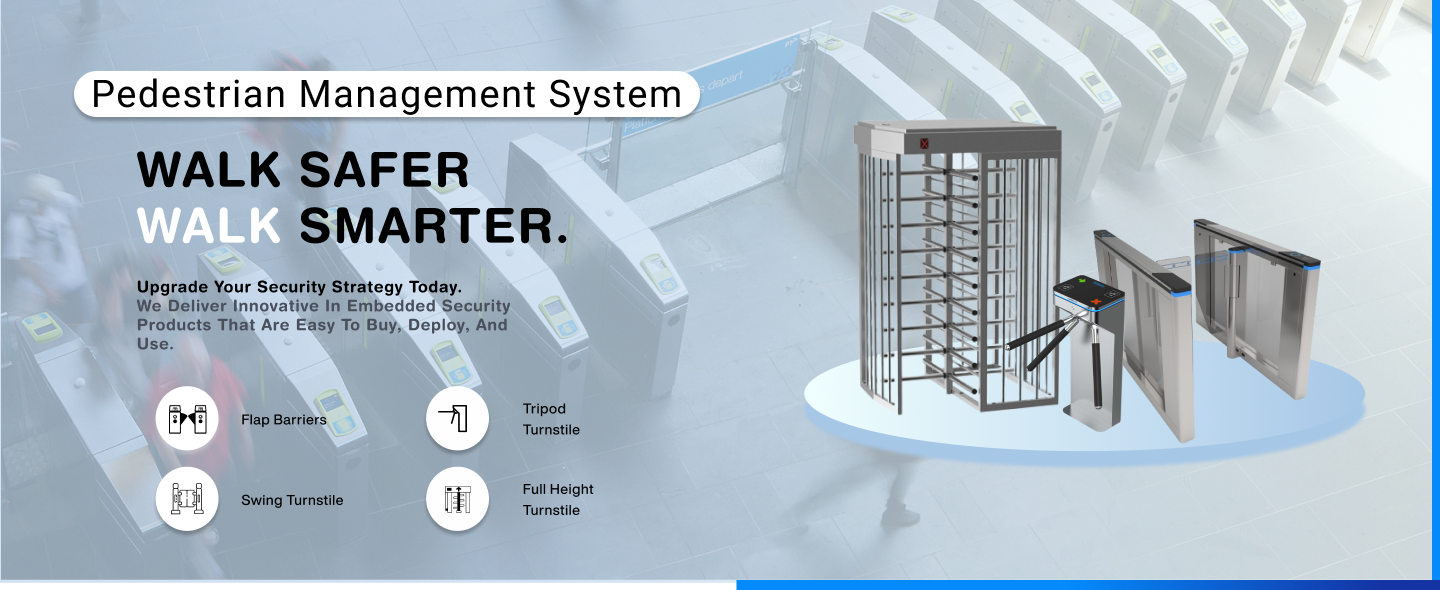 Pedestrian Management System
WALK SAFER
WALK SMARTER.
Upgrade Your Security Strategy Today.
We Deliver Innovative In Embedded Security
Products That Are Easy To Buy, Deploy, And
Use.
Flap Barriers
Tripod
Turnstile
Swing Turnstile
Full Height
Turnstile
depart